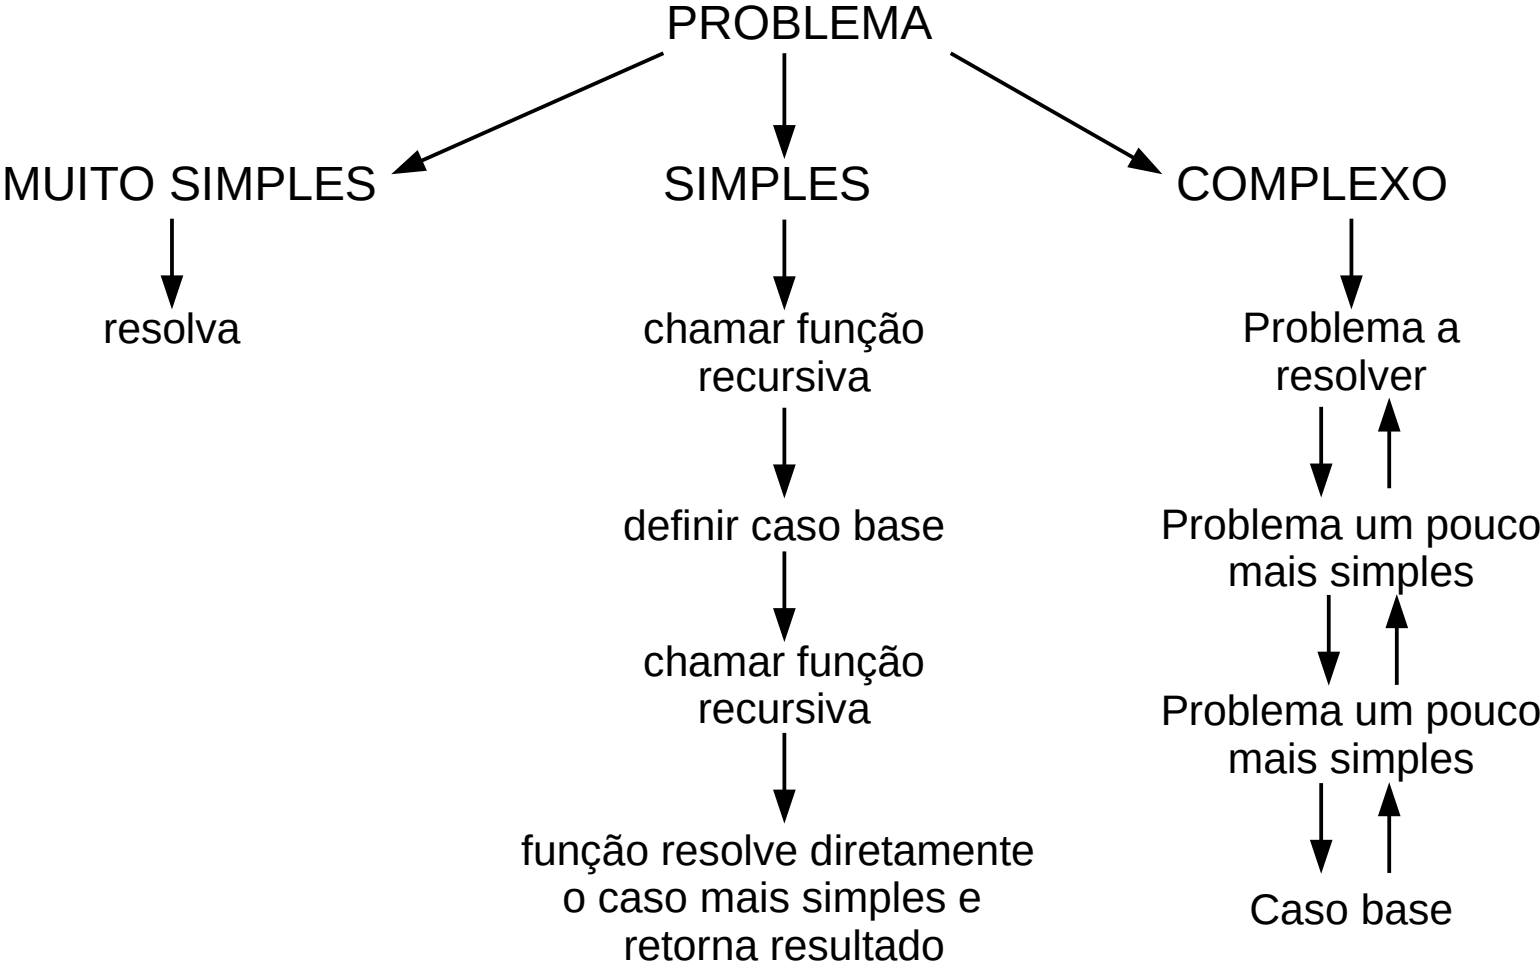 PROBLEMA
MUITO SIMPLES
SIMPLES
COMPLEXO
resolva
chamar função
recursiva
definir caso base
chamar função
recursiva
função resolve diretamente
o caso mais simples e
retorna resultado
Problema a
resolver
Problema um pouco
mais simples
Problema um pouco
mais simples
Caso base